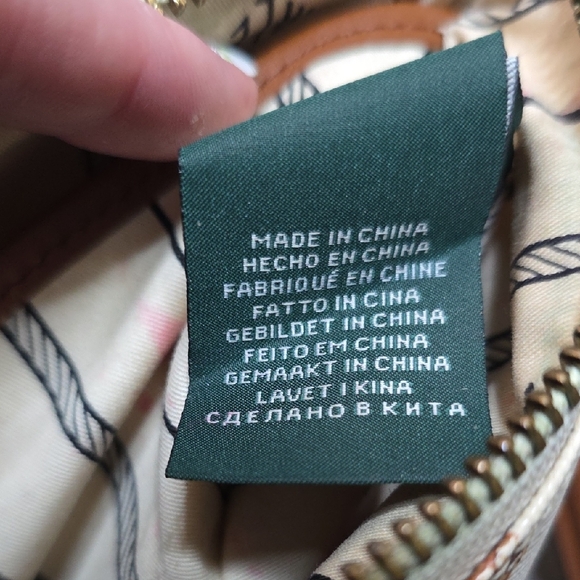 MADE IN CHINA
HECHO EN CHINA
FABRIQUÉ EN CHINE
FATTO IN CINA
GEBILDET IN CHINA
FEITO EM CHINA
GEMAAKT IN CHINA
LAVET I KINA
СДЕЛАНО В КИТА